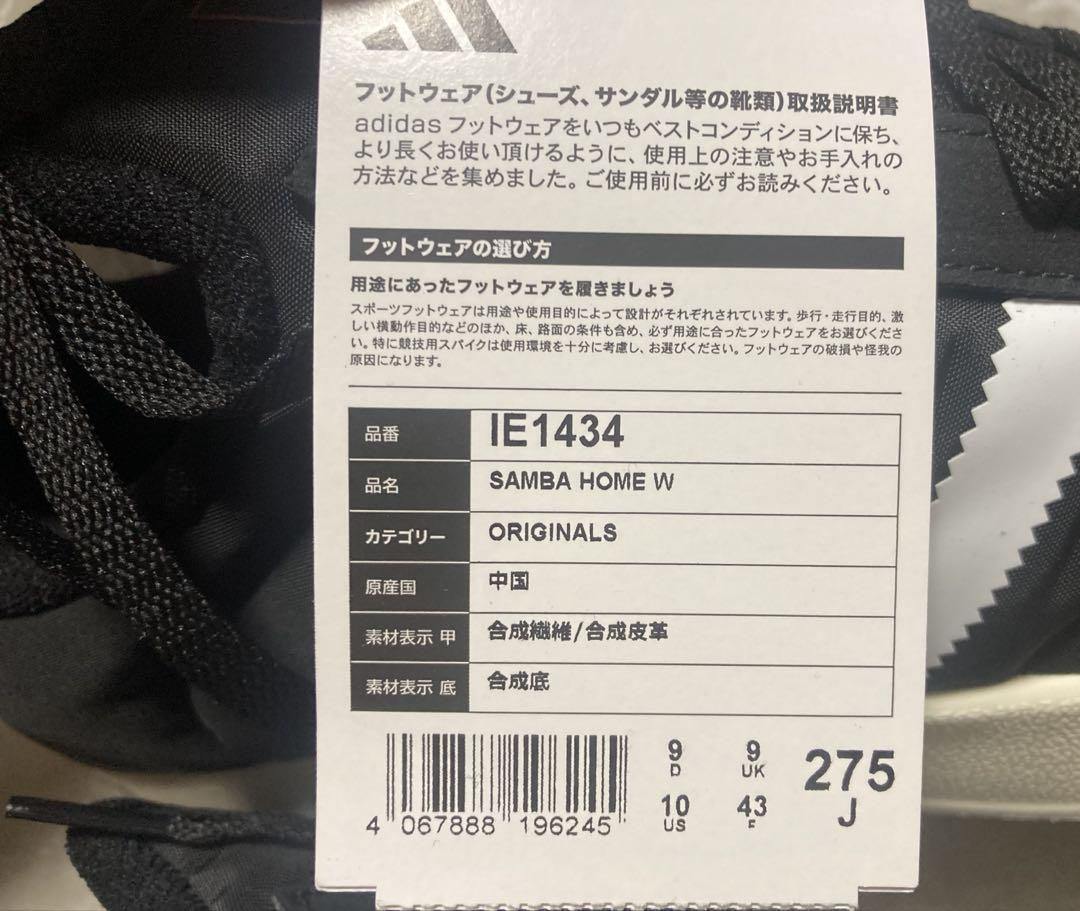 フットウェア(シューズ、サンダル等の靴類)取扱説明書
adidas フットウェアをいつもベストコンディションに保ち、
より長くお使い頂けるように、使用上の注意やお手入れの
方法などを集めました。ご使用前に必ずお読みください。
フットウェアの選び方
用途にあったフットウェアを履きましょう
スポーツフットウェアは用途や使用目的によって設計がそれぞれされています。歩行・走行目的、激
しい横動作目的などのほか、床、路面の条件も含め、必ず用途に合ったフットウェアをお選びくださ
い。特に競技用スパイクは使用環境を十分に考慮し、お選びください。フットウェアの破損や怪我の
原因になります。
品番 IE1434
品名 SAMBA HOME W
カテゴリー ORIGINALS
原産国 中国
素材表示 甲 合成繊維/合成皮革
素材表示 底 合成底
9 9 275
D UK J
10 43
US F
4 067888 196245